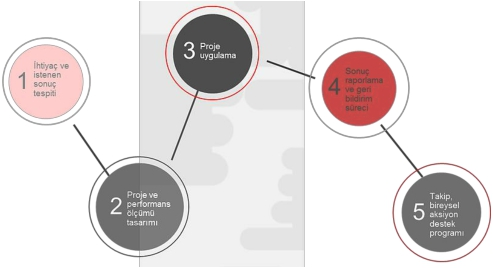 1
İhtiyaç ve
istenen
sonuç
tespiti
2
Proje ve
performans
ölçümü
tasarımı
3
Proje
uygulama
4
Sonuç
raporlama
ve geri
bildirim
süreci
5
Takip,
bireysel
aksiyon
destek
programı